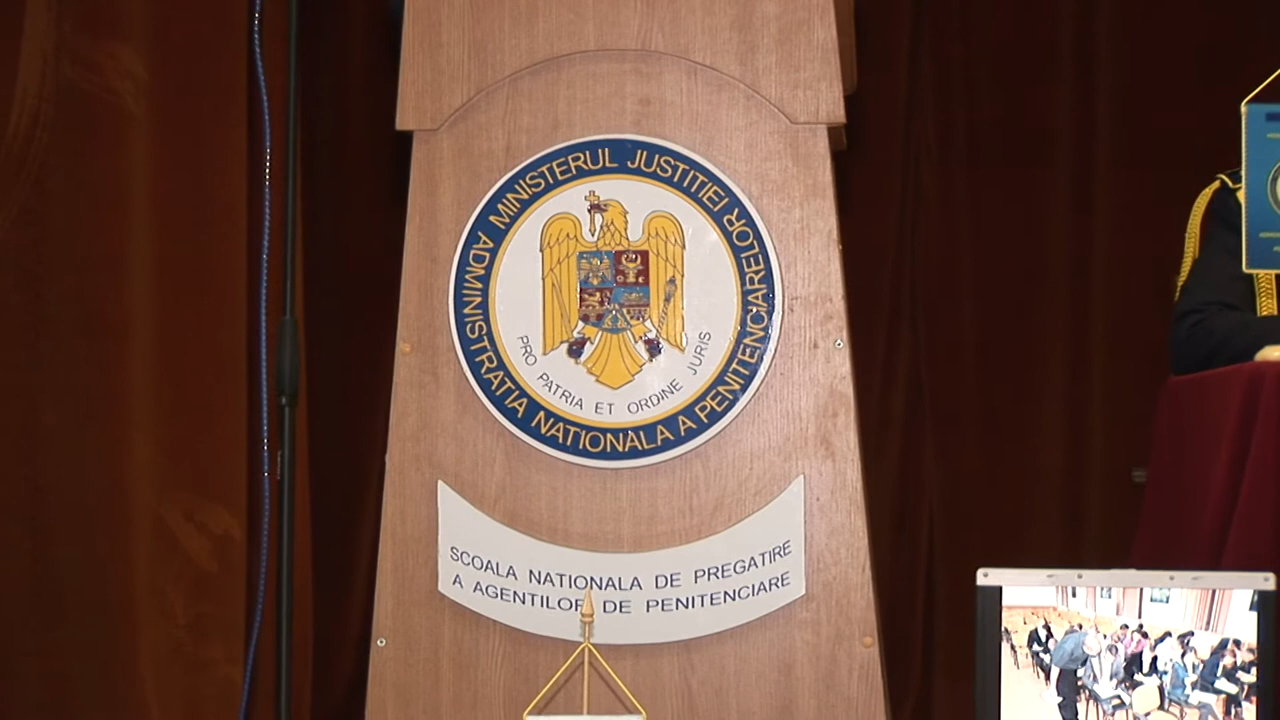 MINISTERUL JUSTITIEI
ADMINISTRATIA NATIONALA A PENITENCIARELOR
PRO PATRIA ET ORDINE JURIS
SCOALA NATIONALA DE PREGATIRE
A AGENTILOR DE PENITENCIARE